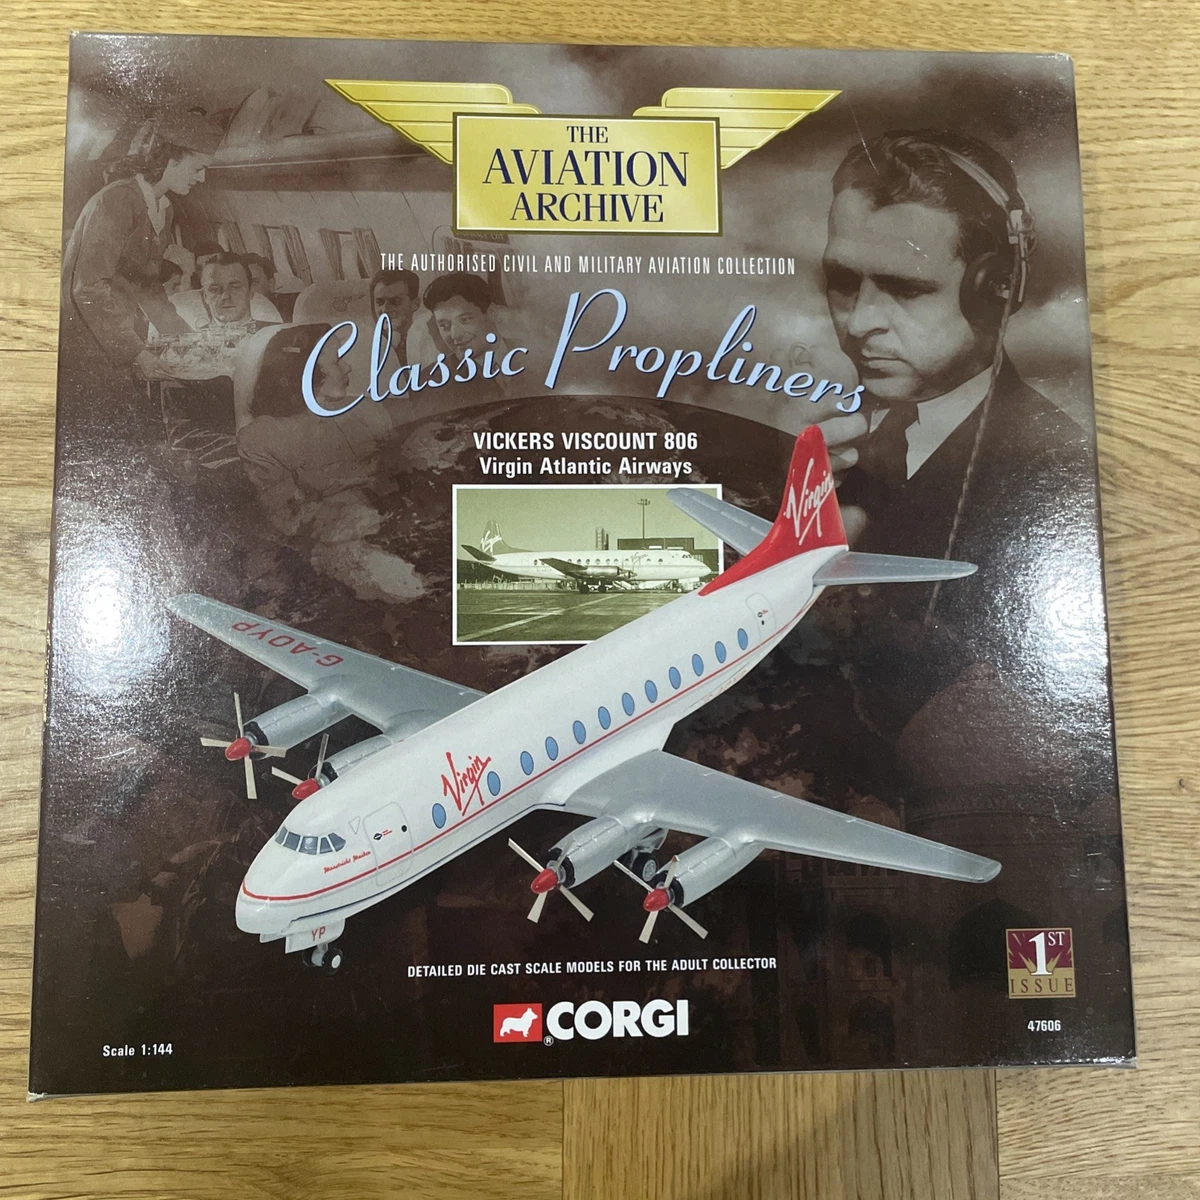 THE
AVIATION
ARCHIVE
THE AUTHORISED CIVIL AND MILITARY AVIATION COLLECTION
Classic Propliners
VICKERS VISCOUNT 806
Virgin Atlantic Airways
Virgin
Virgin
Virgin
G-AOYP
Virgin
YP
DETAILED DIE CAST SCALE MODELS FOR THE ADULT COLLECTOR
1ST
ISSUE
CORGI
®
47606
Scale 1:144